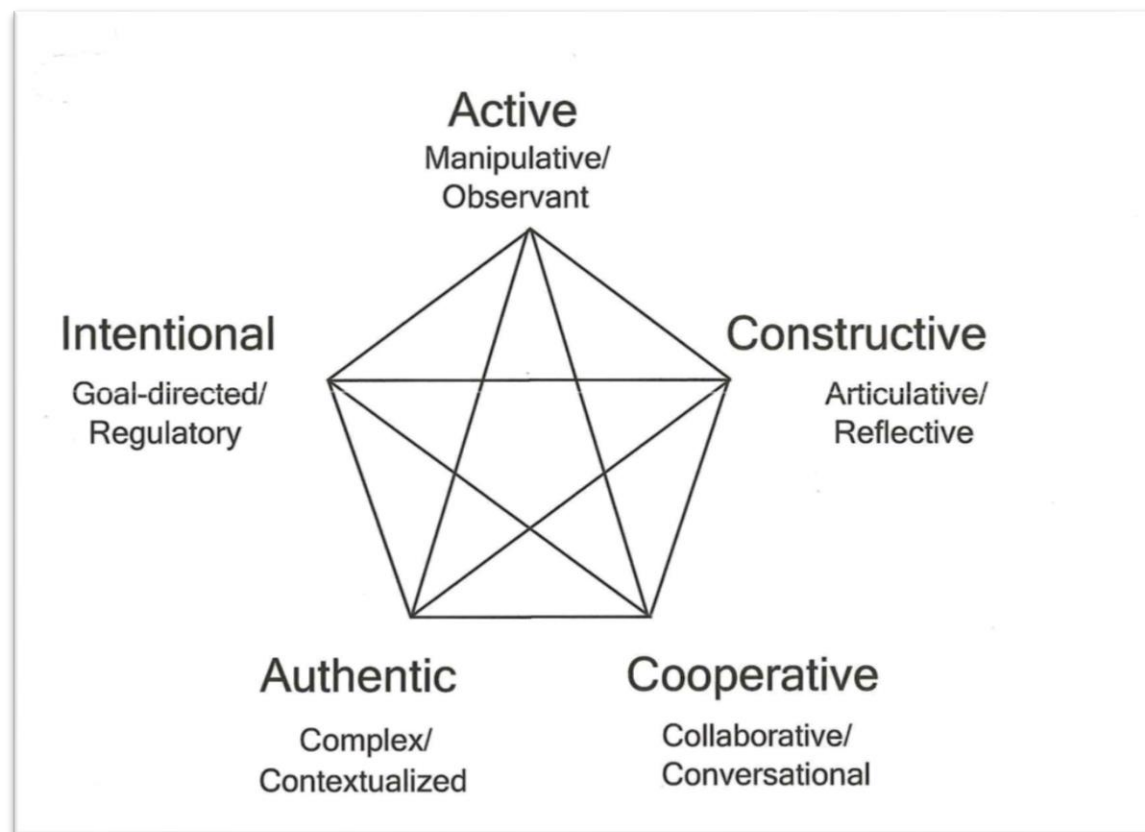 Active
Manipulative/
Observant
Intentional
Goal-directed/
Regulatory
Constructive
Articulative/
Reflective
Authentic
Complex/
Contextualized
Cooperative
Collaborative/
Conversational